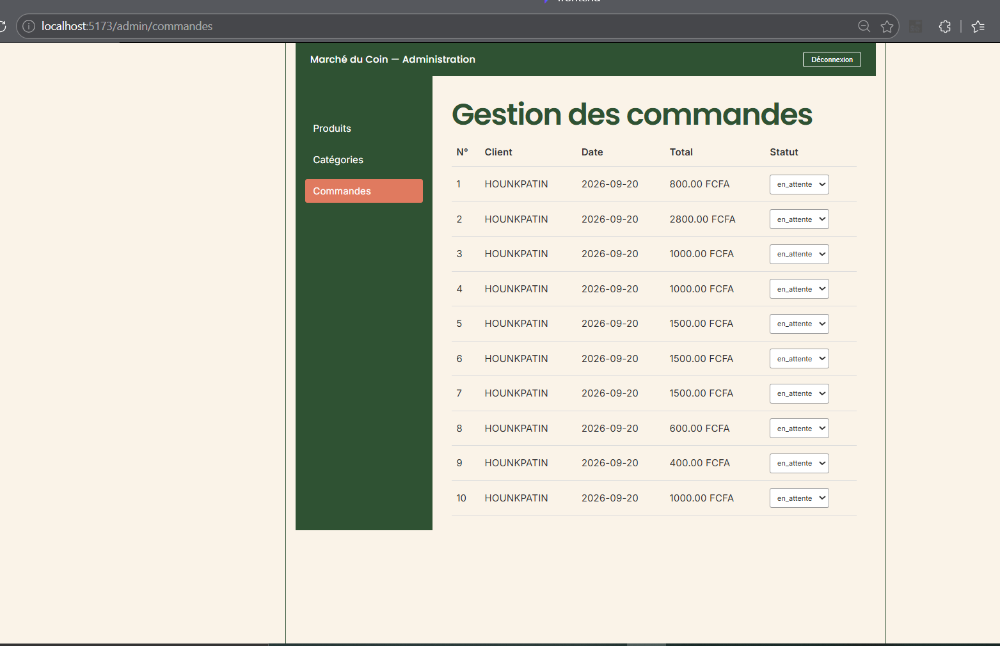 localhost:5173/admin/commandes
Marché du Coin — Administration
Déconnexion
Produits
Catégories
Commandes
Gestion des commandes
N° Client Date Total Statut
1 HOUNKPATIN 2026-09-20 800.00 FCFA en_attente
2 HOUNKPATIN 2026-09-20 2800.00 FCFA en_attente
3 HOUNKPATIN 2026-09-20 1000.00 FCFA en_attente
4 HOUNKPATIN 2026-09-20 1000.00 FCFA en_attente
5 HOUNKPATIN 2026-09-20 1500.00 FCFA en_attente
6 HOUNKPATIN 2026-09-20 1500.00 FCFA en_attente
7 HOUNKPATIN 2026-09-20 1500.00 FCFA en_attente
8 HOUNKPATIN 2026-09-20 600.00 FCFA en_attente
9 HOUNKPATIN 2026-09-20 400.00 FCFA en_attente
10 HOUNKPATIN 2026-09-20 1000.00 FCFA en_attente